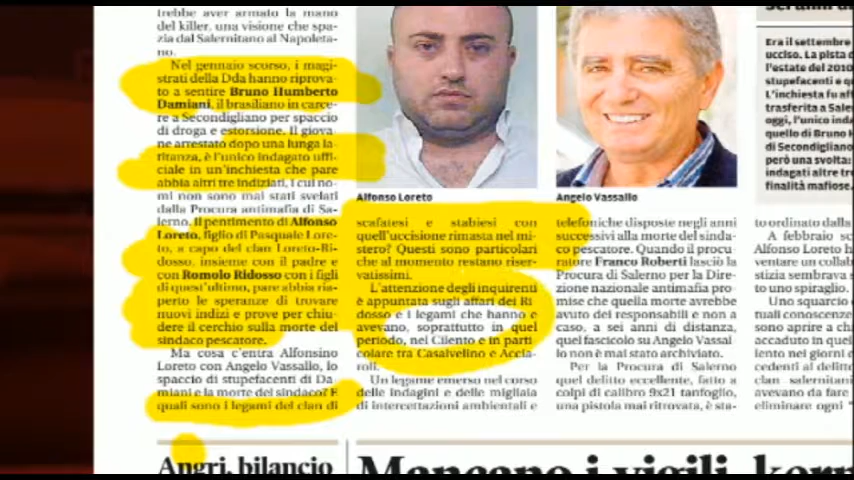 trebbe aver armato la mano
del killer, una visione che spa-
zia dal Salernitano al Napoleta-
no.
Nel gennaio scorso, i magi-
strati della Dda hanno riprova-
to a sentire Bruno Humberto
Damiani, il brasiliano in carce-
re a Secondigliano per spaccio
di droga e estorsione. Il giova-
ne arrestato dopo una lunga la-
titanza, è l'unico indagato uffi-
ciale in un'inchiesta che pare
abbia altri tre indiziati, i cui no-
mi non sono mai stati svelati
dalla Procura antimafia di Sa-
lerno. Il pentimento di Alfonso
Loreto, figlio di Pasquale Lore-
to, a capo del clan Loreto-Ri-
dosso, insieme con il padre e
con Romolo Ridosso con i figli
di quest'ultimo, pare abbia ria-
perto le speranze di trovare
nuovi indizi e prove per chiu-
dere il cerchio sulla morte del
sindaco pescatore.
Ma cosa c'entra Alfonsino
Loreto con Angelo Vassallo, lo
spaccio di stupefacenti di Da-
miani e la morte del sindaco? E
quali sono i legami del clan di
Alfonso Loreto
scafatesi e stabiesi con
quell'uccisione rimasta nel mi-
stero? Questi sono particolari
che al momento restano riser-
vatissimi.
L'attenzione degli inquirenti
è appuntata sugli affari dei Ri
dosso e i legami che hanno e
avevano, soprattutto in quel
periodo, nel Cilento e in parti
colare tra Casalvelino e Accia-
roli.
Un legame emerso nel corso
delle indagini e delle migliaia
di intercettazioni ambientali e
Angelo Vassallo
telefoniche disposte negli anni
successivi alla morte del sinda-
co pescatore. Quando il procu-
ratore Franco Roberti lasciò la
Procura di Salerno per la Dire-
zione nazionale antimafia pro-
mise che quella morte avrebbe
avuto dei responsabili e non a
caso, a sei anni di distanza,
quel fascicolo su Angelo Vassal-
lo non è mai stato archiviato.
Per la Procura di Salerno
quel delitto eccellente, fatto a
colpi di calibro 9x21 tanfoglio,
una pistola mai ritrovata, è sta-
Era il settembre
ucciso. La pista d
l'estate del 2010
stupefacenti e qu
L'inchiesta fu aff
trasferita a Saler
oggi, l'unico inda
quello di Bruno H
di Secondigliano
però una svolta:
indagati altre tr
finalità mafiose.
to ordinato dalla
A febbraio sc
Alfonso Loreto h
ventare un collab
stizia sembrava s
to uno spiraglio.
Uno squarcio
tuali conoscenze
sono aprire a ch
accaduto in quel
lento nei giorni c
cedenti al delitto
clan salernitani
avevano da fare
eliminare ogni "
Angri, bilancio
Mancano i vigili, kerm